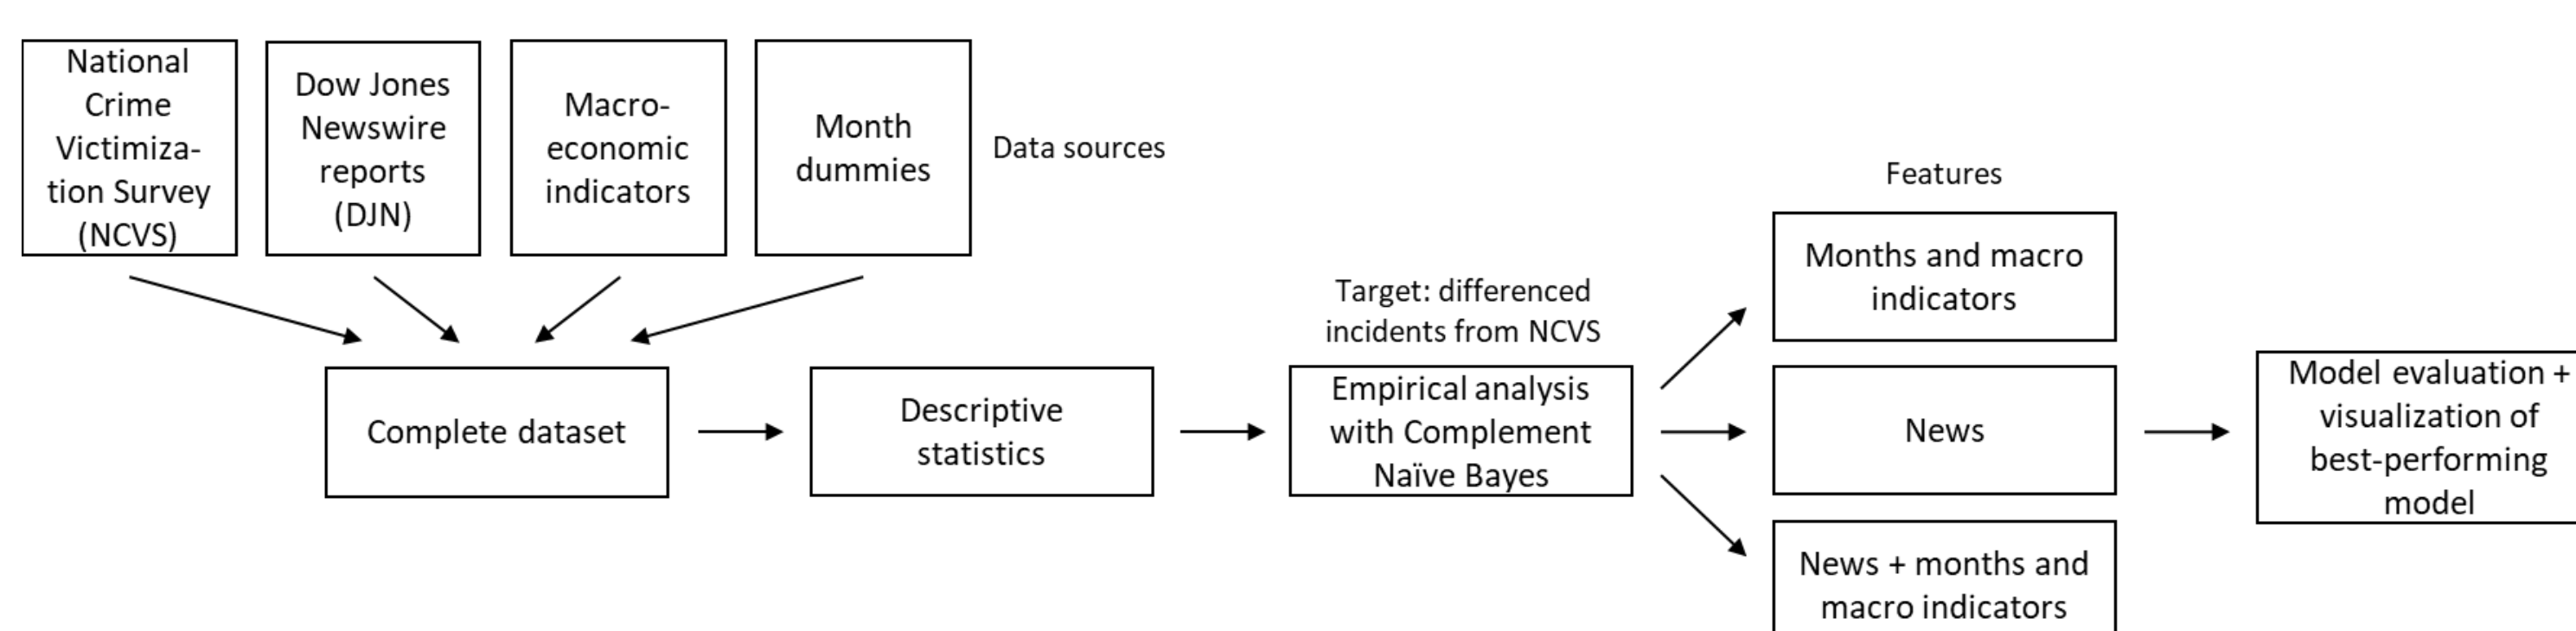 National
Crime
Victimiza-
tion Survey
(NCVS)
Dow Jones
Newswire
reports
(DJN)
Macro-
economic
indicators
Month
dummies
Data sources
Complete dataset
Descriptive
statistics
Target: differenced
incidents from NCVS
Empirical analysis
with Complement
Naïve Bayes
Features
Months and macro
indicators
News
News + months and
macro indicators
Model evaluation +
visualization of
best-performing
model